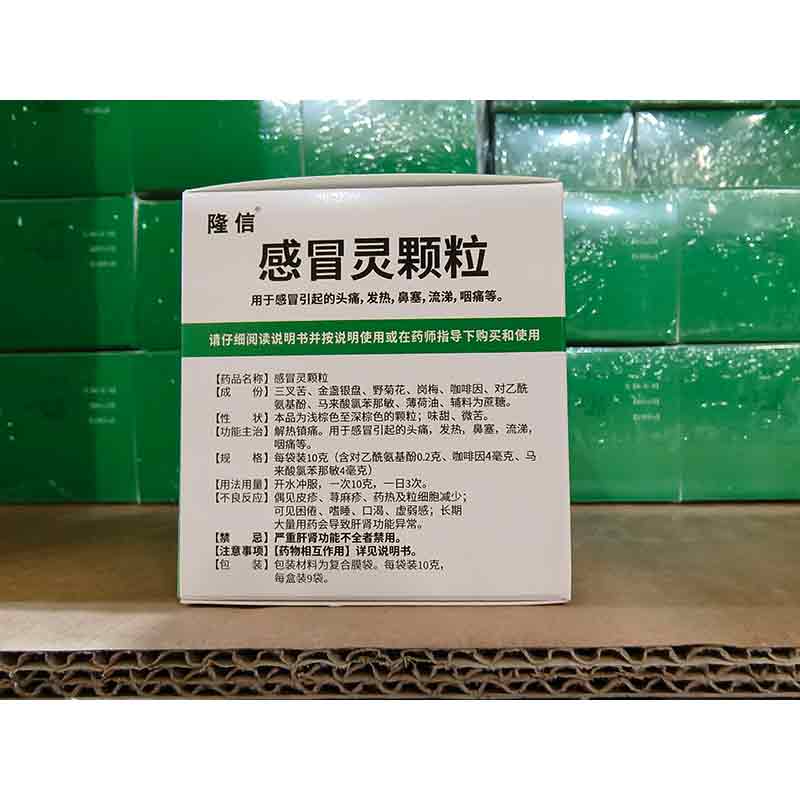 隆信®
感冒灵颗粒
用于感冒引起的头痛,发热,鼻塞,流涕,咽痛等。
请仔细阅读说明书并按说明使用或在药师指导下购买和使用
【药品名称】感冒灵颗粒
【成　　份】三叉苦、金盏银盘、野菊花、岗梅、咖啡因、对乙酰
氨基酚、马来酸氯苯那敏、薄荷油、辅料为蔗糖。
【性　　状】本品为浅棕色至深棕色的颗粒；味甜、微苦。
【功能主治】解热镇痛。用于感冒引起的头痛，发热，鼻塞，流涕，
咽痛等。
【规　　格】每袋装10克（含对乙酰氨基酚0.2克、咖啡因4毫克、马
来酸氯苯那敏4毫克）
【用法用量】开水冲服，一次10克，一日3次。
【不良反应】偶见皮疹、荨麻疹、药热及粒细胞减少；
可见困倦、嗜睡、口渴、虚弱感；长期
大量用药会导致肝肾功能异常。
【禁　　忌】严重肝肾功能不全者禁用。
【注意事项】【药物相互作用】详见说明书。
【包　　装】包装材料为复合膜袋。每袋装10克，
每盒装9袋。